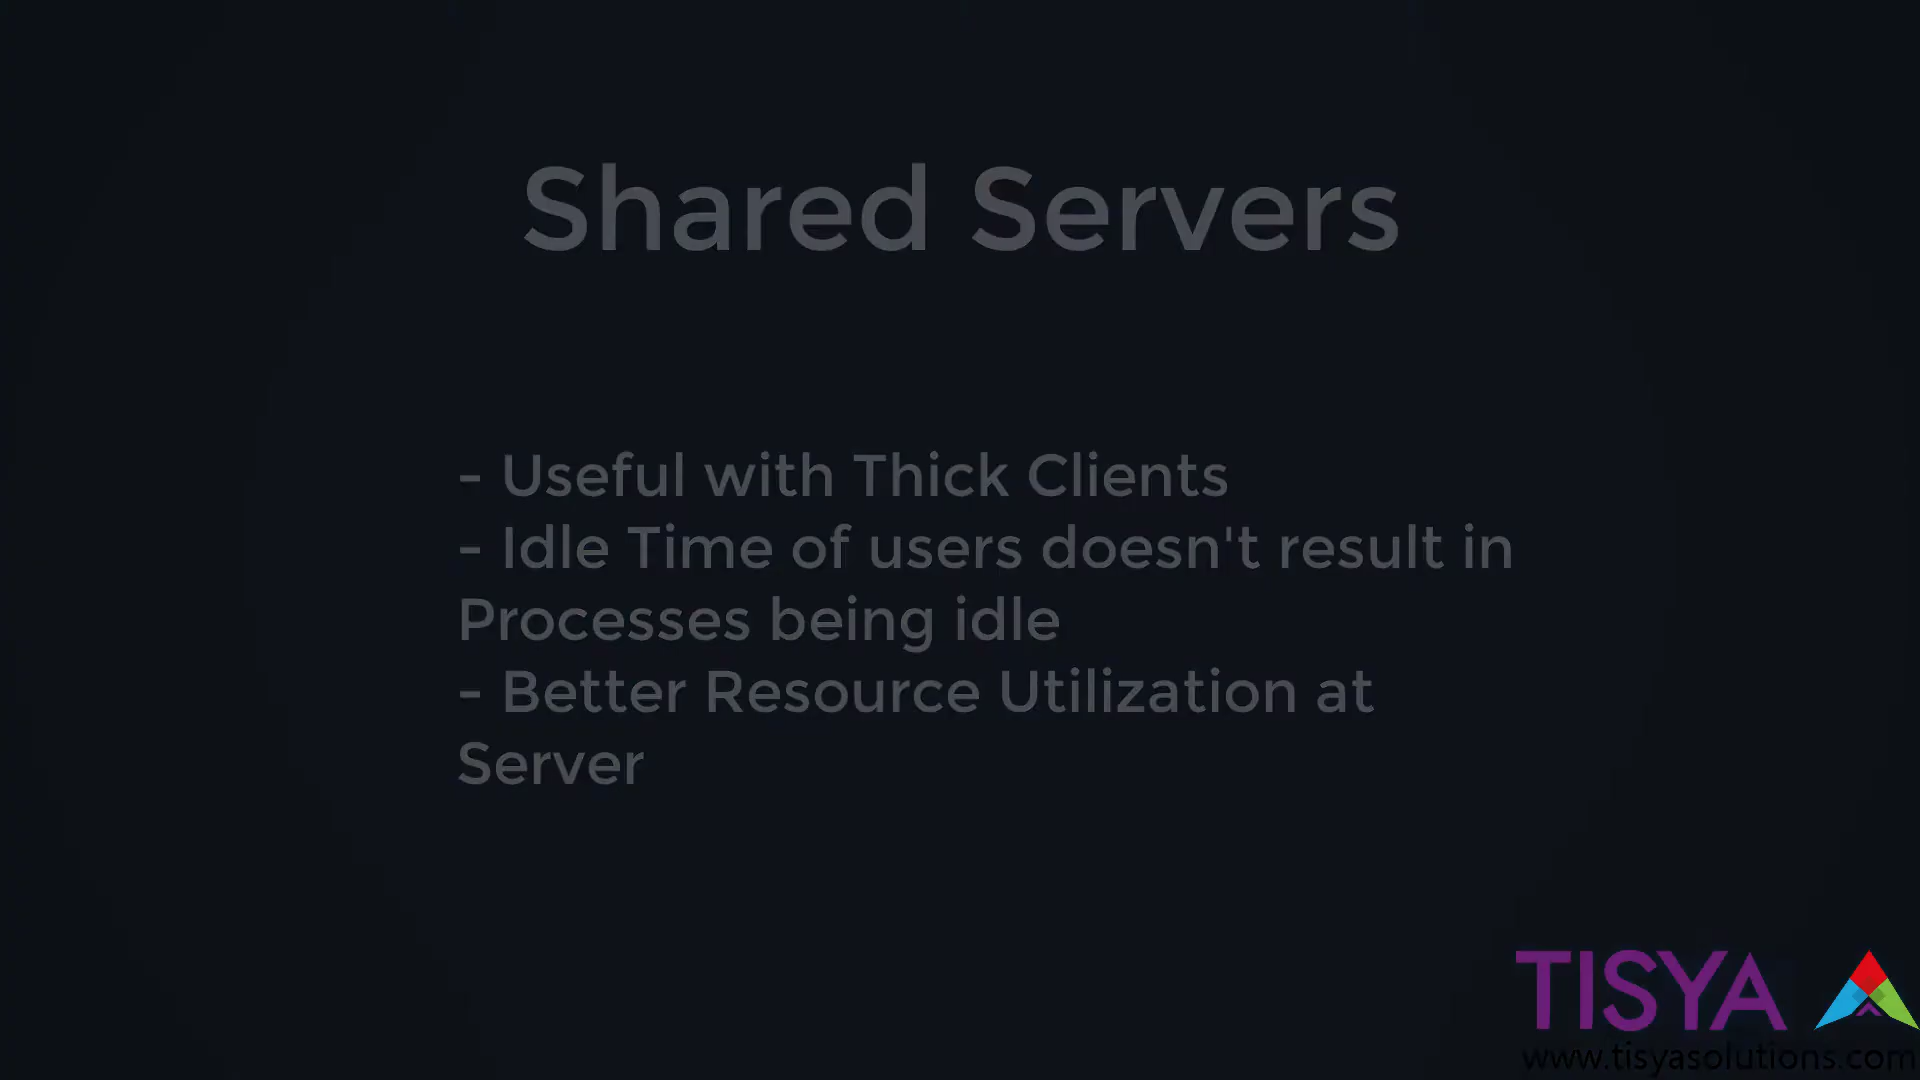 Shared Servers
- Useful with Thick Clients
- Idle Time of users doesn't result in
Processes being idle
- Better Resource Utilization at
Server
TISYA
www.tisyasolutions.com